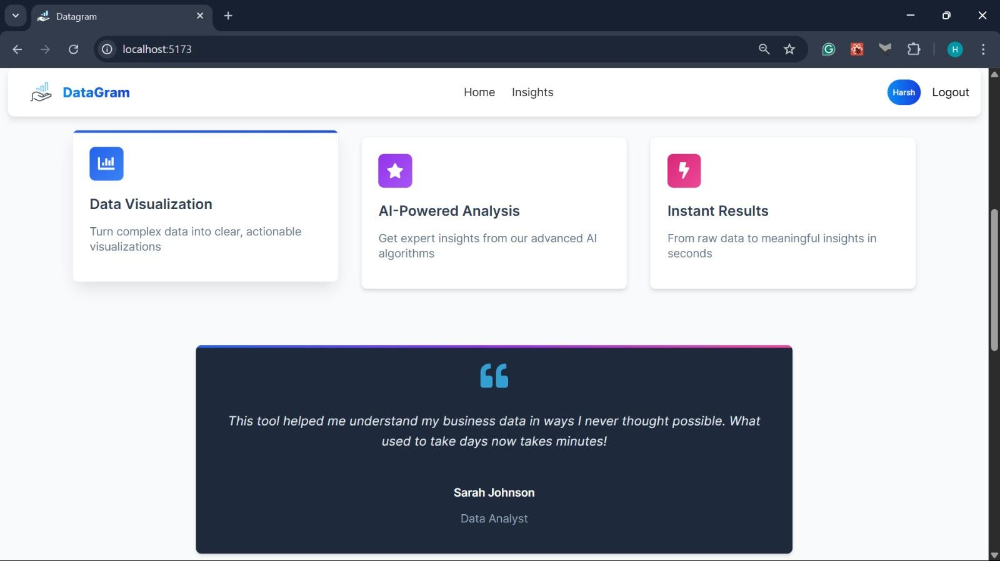 Datagram
localhost:5173
H
DataGram
Home
Insights
Harsh
Logout
Data Visualization
Turn complex data into clear, actionable
visualizations
AI-Powered Analysis
Get expert insights from our advanced AI
algorithms
Instant Results
From raw data to meaningful insights in
seconds
This tool helped me understand my business data in ways I never thought possible. What
used to take days now takes minutes!
Sarah Johnson
Data Analyst